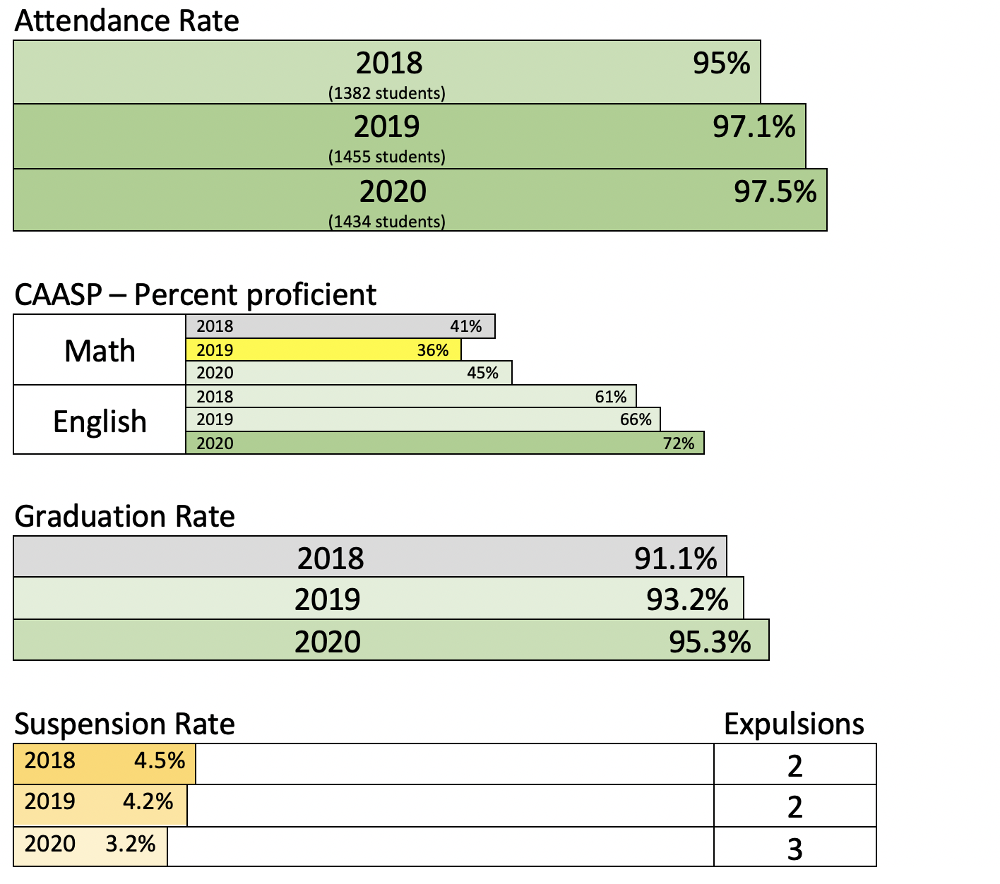 Attendance Rate
2018 95%
(1382 students)
2019 97.1%
(1455 students)
2020 97.5%
(1434 students)
CAASP – Percent proficient
Math
2018 41%
2019 36%
2020 45%
English
2018 61%
2019 66%
2020 72%
Graduation Rate
2018 91.1%
2019 93.2%
2020 95.3%
Suspension Rate Expulsions
2018 4.5% 2
2019 4.2% 2
2020 3.2% 3